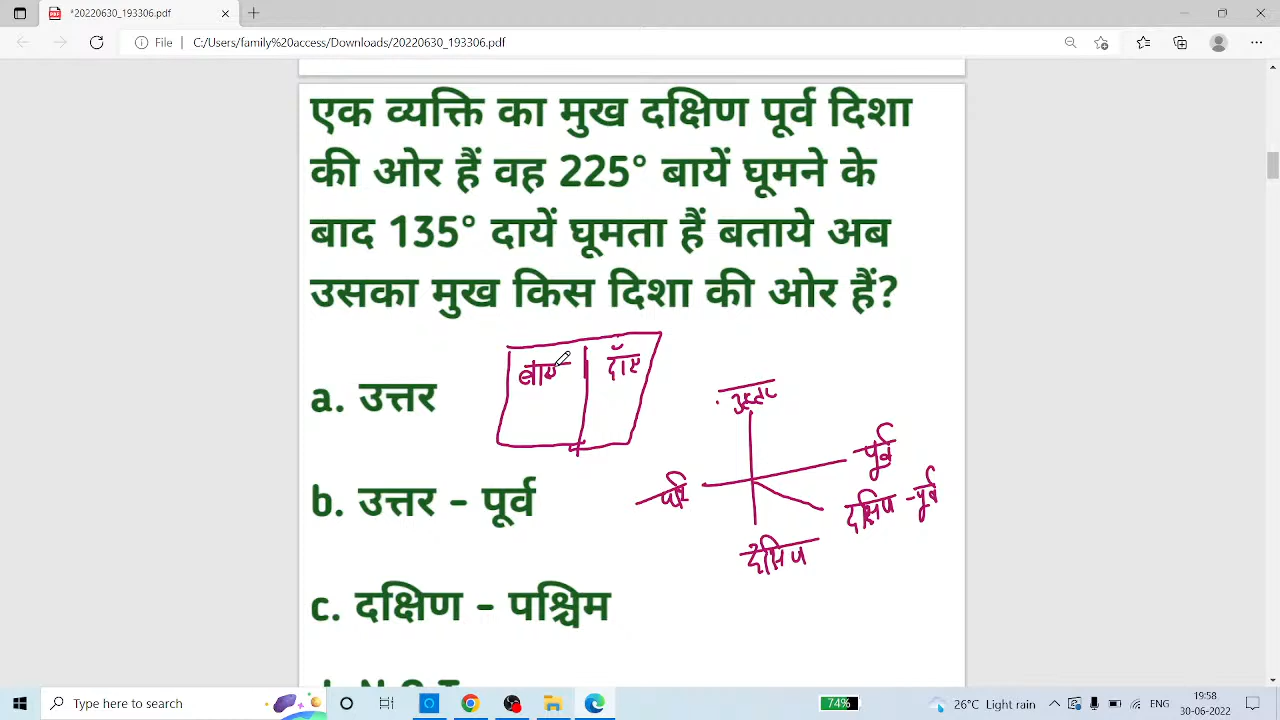 *20220630_193306.pdf
File
C:/Users/family%20access/Downloads/20220630_193306.pdf
एक व्यक्ति का मुख दक्षिण पूर्व दिशा
की ओर हैं वह 225° बायें घूमने के
बाद 135° दायें घूमता हैं बताये अब
उसका मुख किस दिशा की ओर हैं?
बायें
दाँए
a. उत्तर
उत्तर
पूर्व
b. उत्तर - पूर्व
दक्षिण -पूर्व
दक्षिण
c. दक्षिण - पश्चिम
Type here to search
74%
26°C Light rain
ENG
19:58
30-06-2022